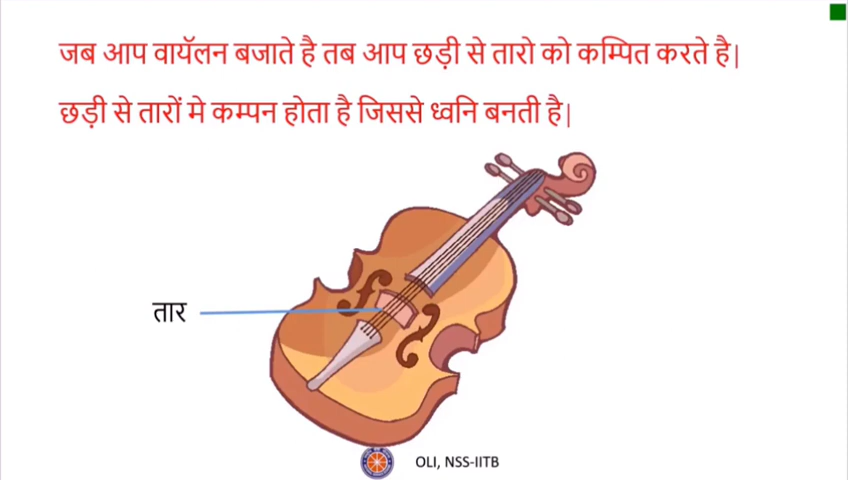 जब आप वायॅलन बजाते है तब आप छड़ी से तारो को कम्पित करते है|
छड़ी से तारों मे कम्पन होता है जिससे ध्वनि बनती है|
तार
OLI, NSS-IITB